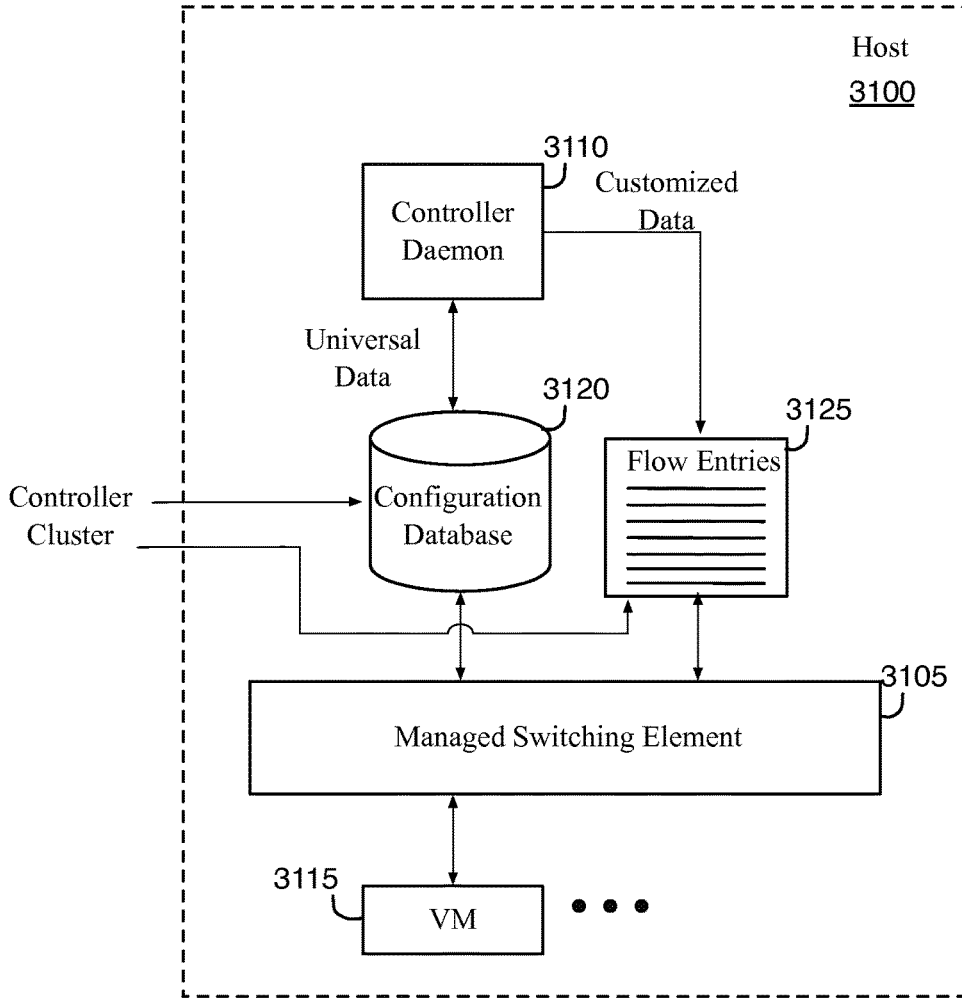 Host
3100
3110
Customized
Data
Controller
Daemon
Universal
Data
3120
3125
Flow Entries
Controller
Cluster
Configuration
Database
3105
Managed Switching Element
3115
VM